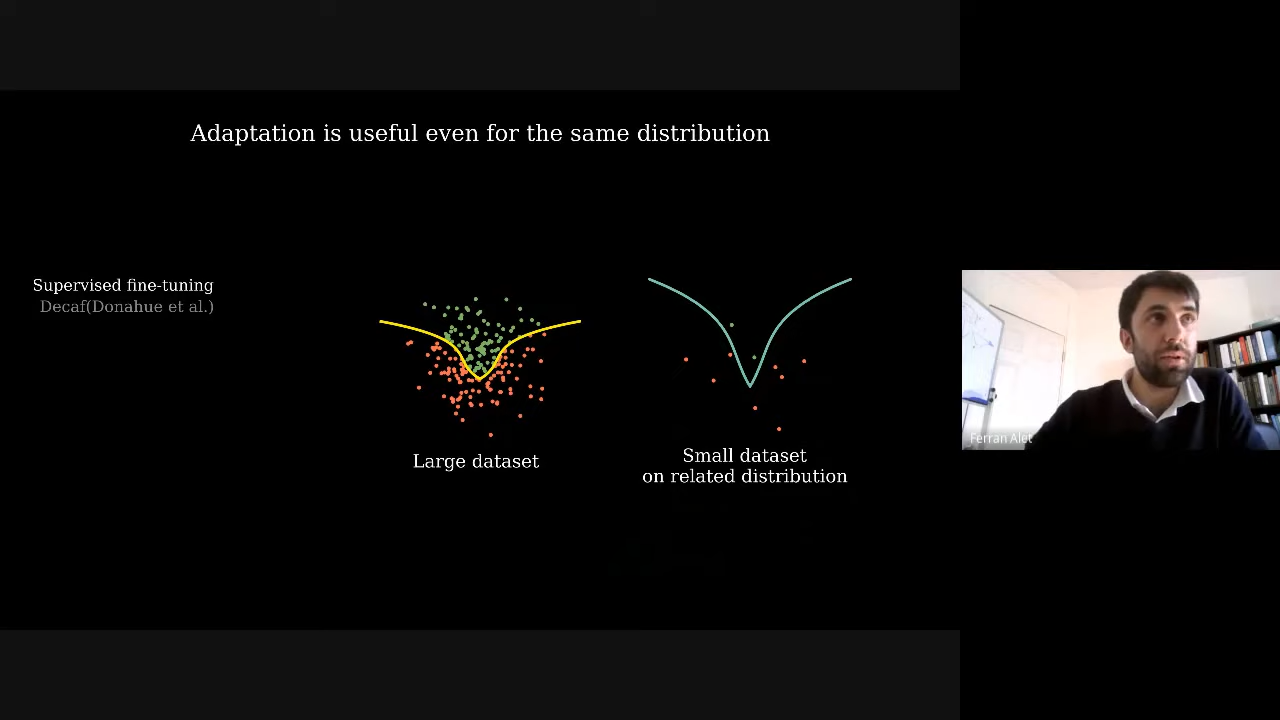 Adaptation is useful even for the same distribution
Supervised fine-tuning
Decaf(Donahue et al.)
Large dataset
Small dataset
on related distribution
Ferran Alet